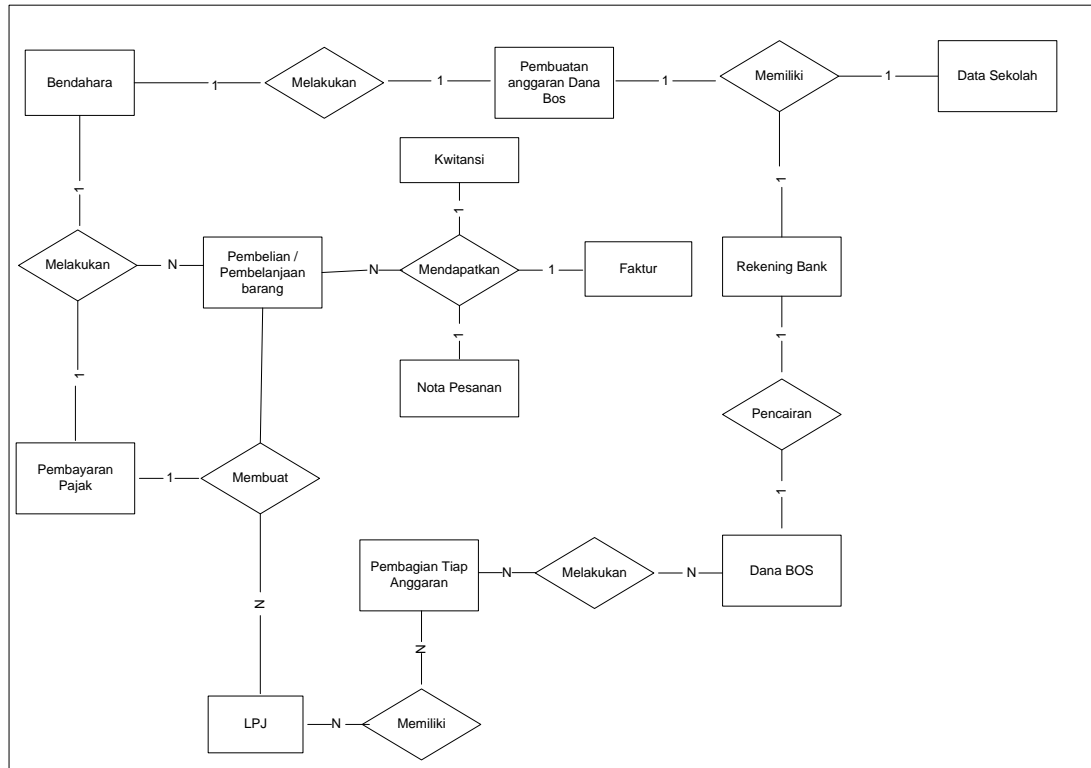 Bendahara
1
Melakukan
1
Pembuatan
anggaran Dana
Bos
1
Memiliki
1
Data Sekolah
Kwitansi
1
1
1
Melakukan
N
Pembelian /
Pembelanjaan
barang
N
Mendapatkan
1
Faktur
Rekening Bank
1
1
1
Nota Pesanan
Pencairan
Pembayaran
Pajak
1
Membuat
1
Pembagian Tiap
Anggaran
N
Melakukan
N
Dana BOS
N
N
LPJ
N
Memiliki